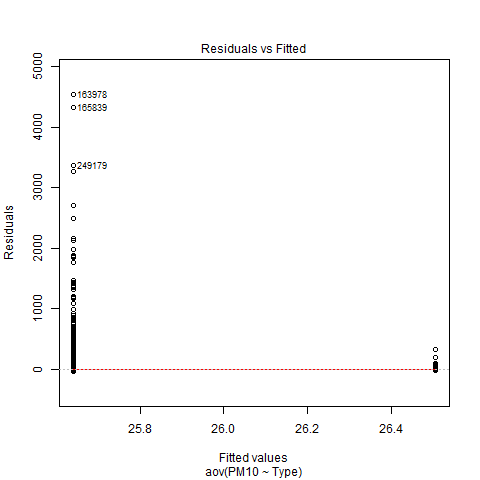 Residuals vs Fitted
5000
4000
3000
2000
1000
0
Residuals
163978
165839
249179
25.8 26.0 26.2 26.4
Fitted values
aov(PM10 ~ Type)